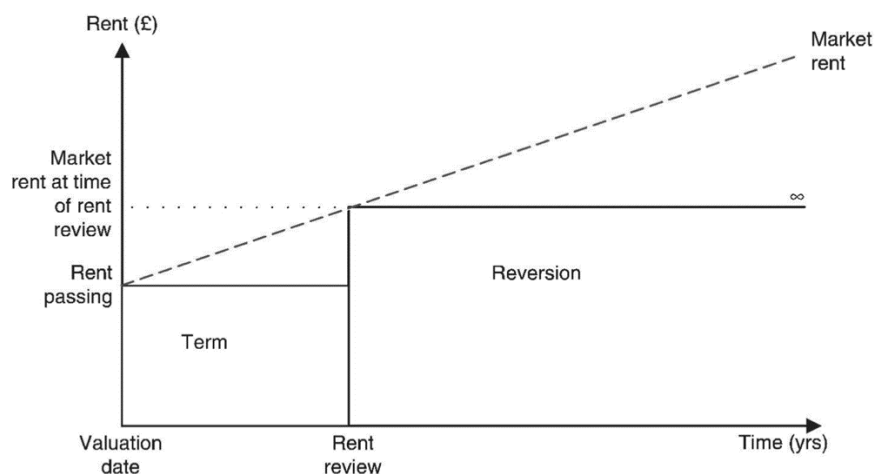 Rent (£)
Market
rent
Market
rent at time
of rent
review
∞
Rent
passing
Reversion
Term
Valuation
date
Rent
review
Time (yrs)